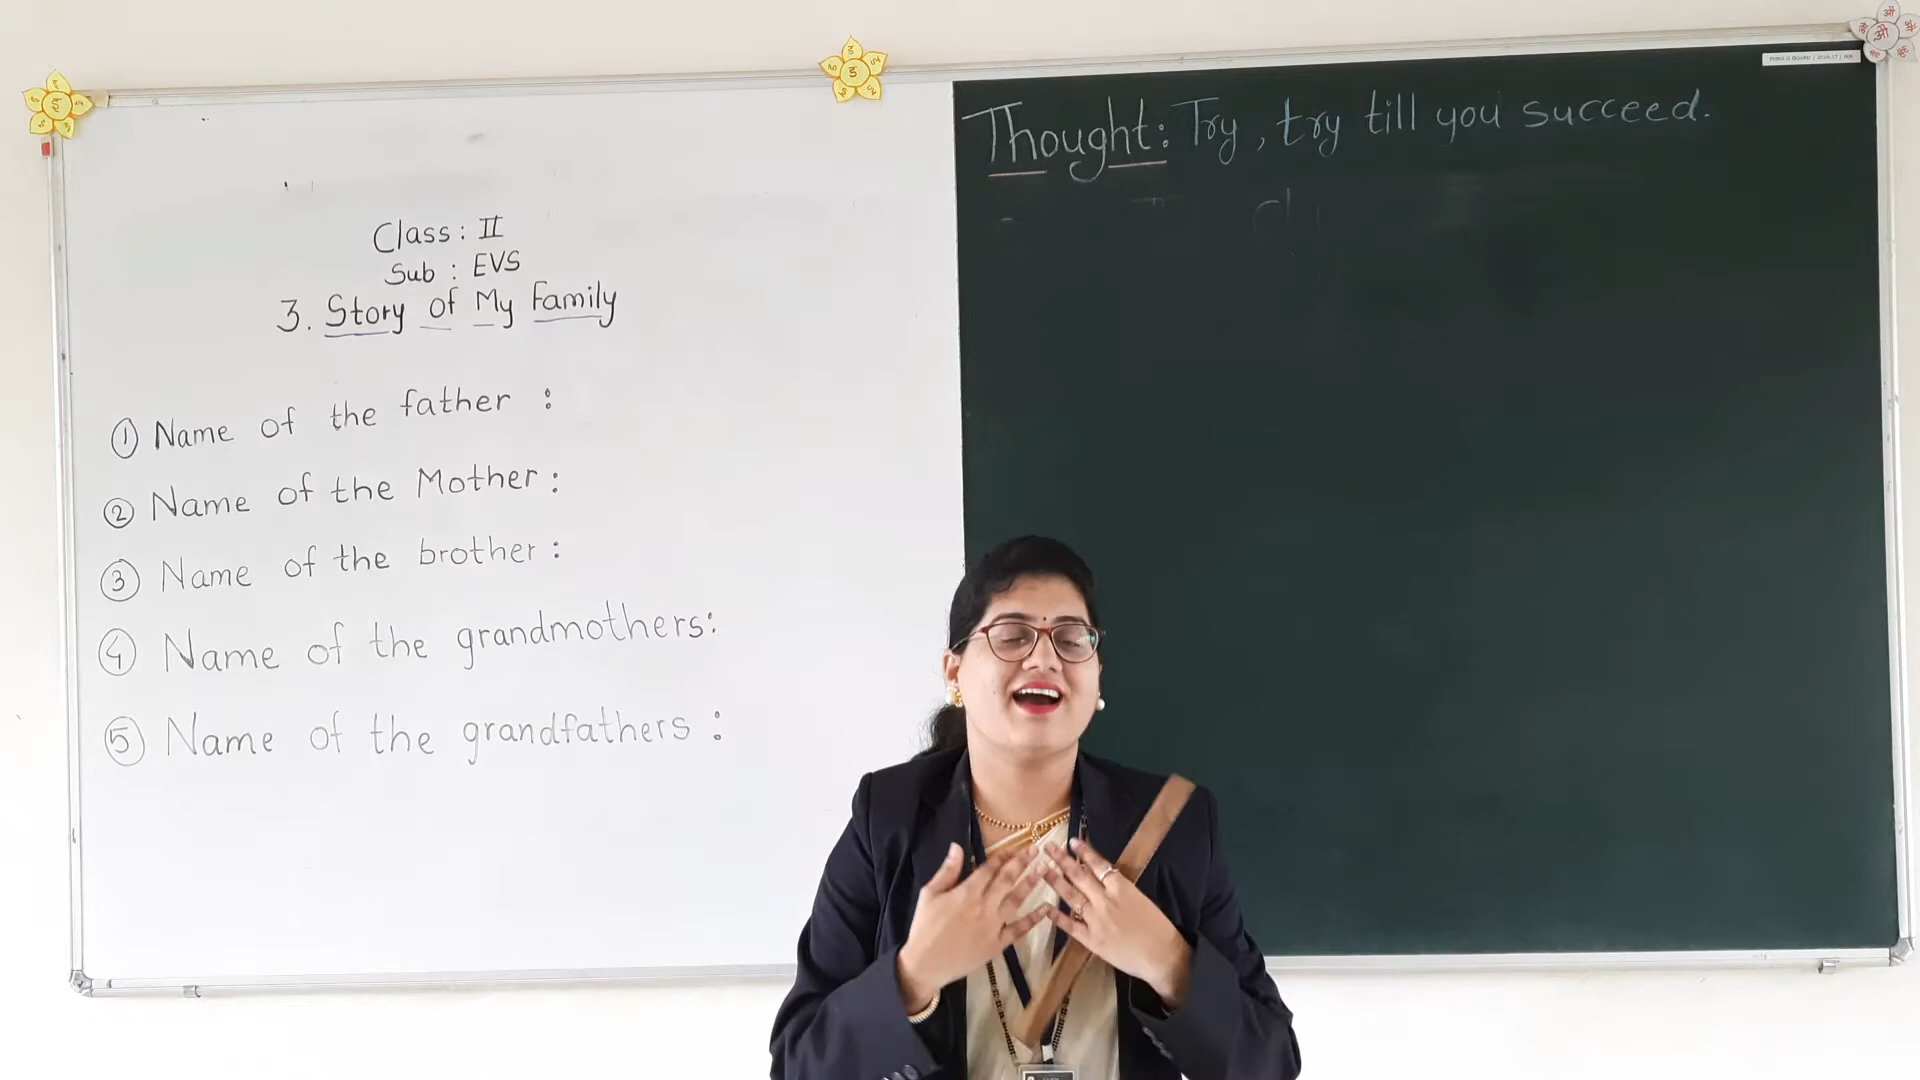 Class : II
Sub : EVS
3. Story of My Family
① Name of the father :
② Name of the Mother :
③ Name of the brother :
④ Name of the grandmothers:
⑤ Name of the grandfathers :
Thought: Try, try till you succeed.